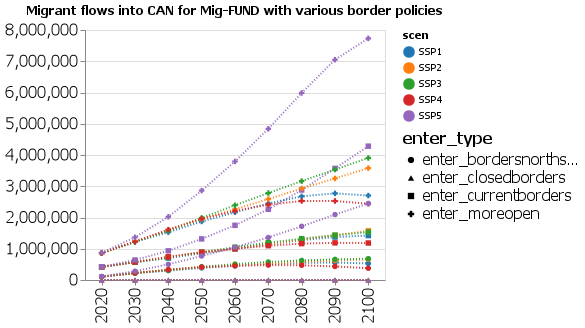 Migrant flows into CAN for Mig-FUND with various border policies
8,000,000
7,000,000
6,000,000
5,000,000
4,000,000
3,000,000
2,000,000
1,000,000
0
2020
2030
2040
2050
2060
2070
2080
2090
2100
scen
SSP1
SSP2
SSP3
SSP4
SSP5
enter_type
enter_bordersnorths…
enter_closedborders
enter_currentborders
enter_moreopen